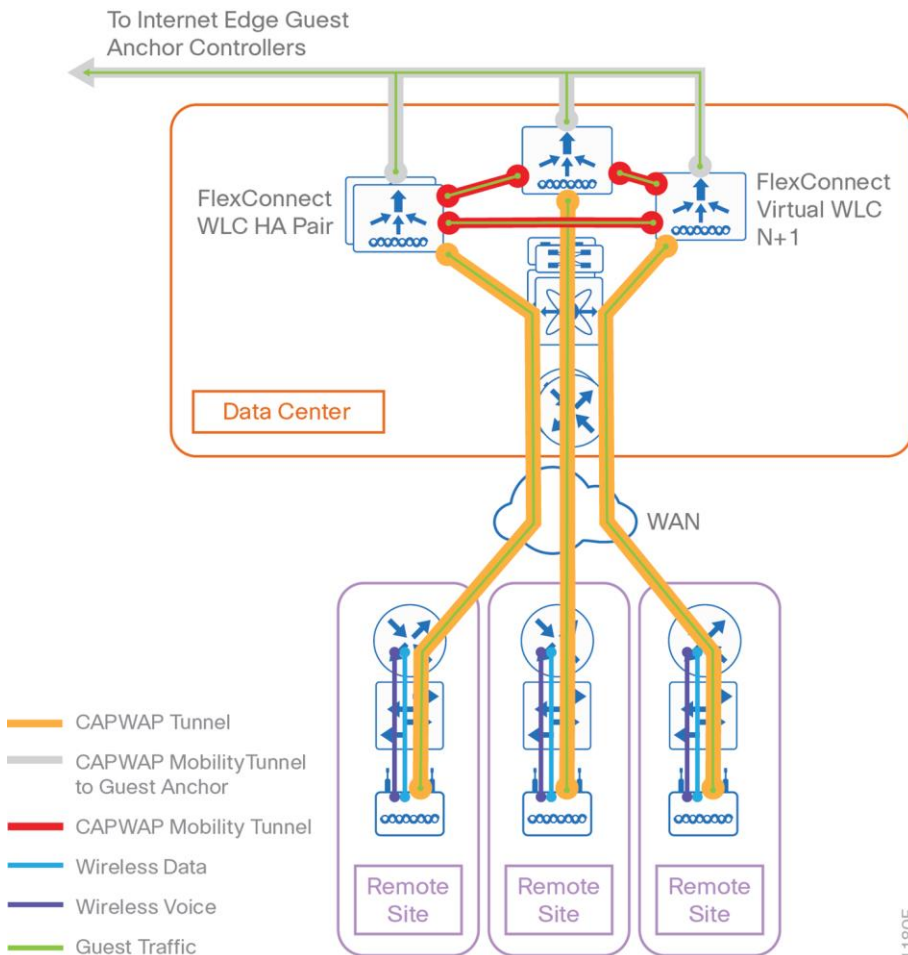 To Internet Edge Guest
Anchor Controllers
FlexConnect
WLC HA Pair
FlexConnect
Virtual WLC
N+1
Data Center
WAN
CAPWAP Tunnel
CAPWAP Mobility Tunnel
to Guest Anchor
CAPWAP Mobility Tunnel
Wireless Data
Wireless Voice
Guest Traffic
Remote
Site
Remote
Site
Remote
Site